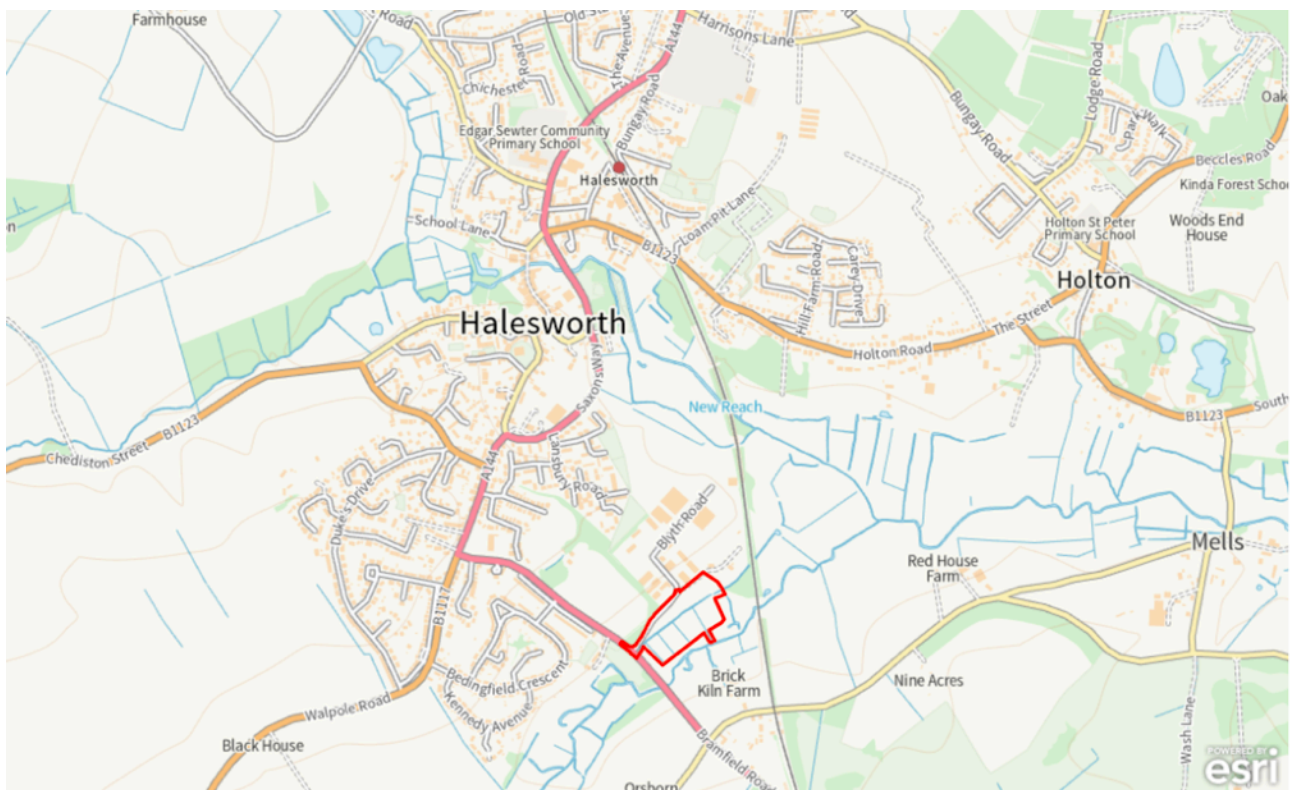 Farmhouse
Road
Old Sta
Harrisons Lane
A144
The Avenue
Chichester Road
Bungay Road
Lodge Road
Oak
Park Walk
Bungay Road
Beccles Road
Edgar Sewter Community
Primary School
Halesworth
Kinda Forest Schoo
Loam Pit Lane
School Lane
Holton St Peter
Primary School
Woods End
House
B1123
Hill Farm Road
Carey Drive
Holton
The Street
Halesworth
Holton Road
Saxons Way
New Reach
B1123
South
B1123
Chediston Street
A144
Lansbury Road
Duke's Drive
Blyth Road
Mells
Red House
Farm
B1117
Bedingfield Crescent
Kennedy Avenue
Brick
Kiln Farm
Nine Acres
Walpole Road
Black House
Bramfield Road
Wash Lane
POWERED BY
esri